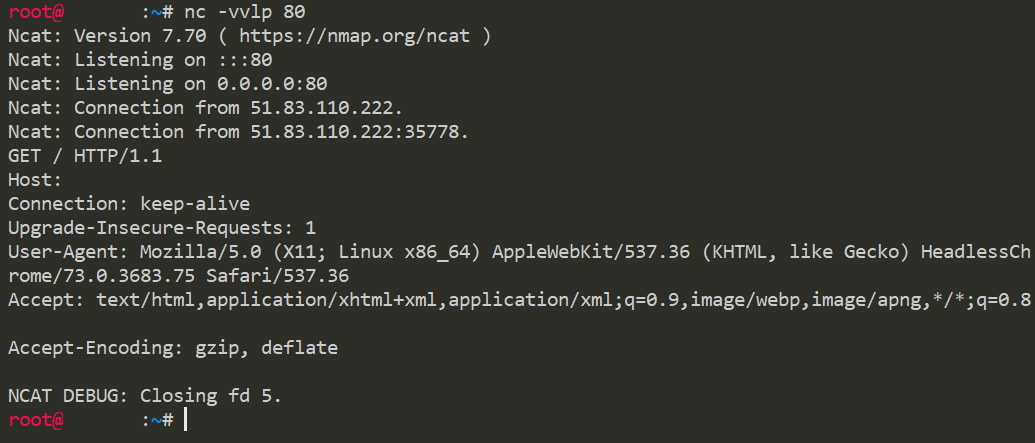 root@ :~# nc -vvlp 80
Ncat: Version 7.70 ( https://nmap.org/ncat )
Ncat: Listening on :::80
Ncat: Listening on 0.0.0.0:80
Ncat: Connection from 51.83.110.222.
Ncat: Connection from 51.83.110.222:35778.
GET / HTTP/1.1
Host:
Connection: keep-alive
Upgrade-Insecure-Requests: 1
User-Agent: Mozilla/5.0 (X11; Linux x86_64) AppleWebKit/537.36 (KHTML, like Gecko) HeadlessCh
rome/73.0.3683.75 Safari/537.36
Accept: text/html,application/xhtml+xml,application/xml;q=0.9,image/webp,image/apng,*/*;q=0.8
Accept-Encoding: gzip, deflate
NCAT DEBUG: Closing fd 5.
root@ :~#